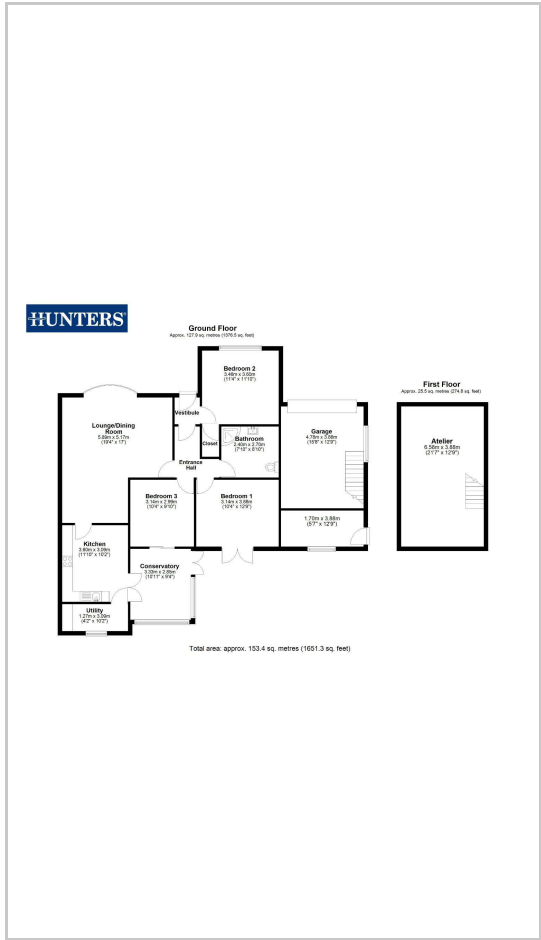 HUNTERS
Ground Floor
Approx. 127.9 sq. metres (1376.5 sq. feet)
Bedroom 2
3.46m x 3.60m
(11'4" x 11'10")
First Floor
Approx. 25.5 sq. metres (274.8 sq. feet)
Vestibule
Lounge/Dining
Room
5.89m x 5.17m
(19'4" x 17')
Garage
4.78m x 3.88m
(15'8" x 12'9")
Bathroom
2.40m x 2.70m
(7'10" x 8'10")
Closet
Atelier
6.58m x 3.88m
(21'7" x 12'9")
Entrance
Hall
Bedroom 3
3.14m x 2.99m
(10'4" x 9'10")
Bedroom 1
3.14m x 3.88m
(10'4" x 12'9")
1.70m x 3.88m
(5'7" x 12'9")
Kitchen
3.60m x 3.09m
(11'10" x 10'2")
Conservatory
3.33m x 2.85m
(10'11" x 9'4")
Utility
1.27m x 3.09m
(4'2" x 10'2")
Total area: approx. 153.4 sq. metres (1651.3 sq. feet)